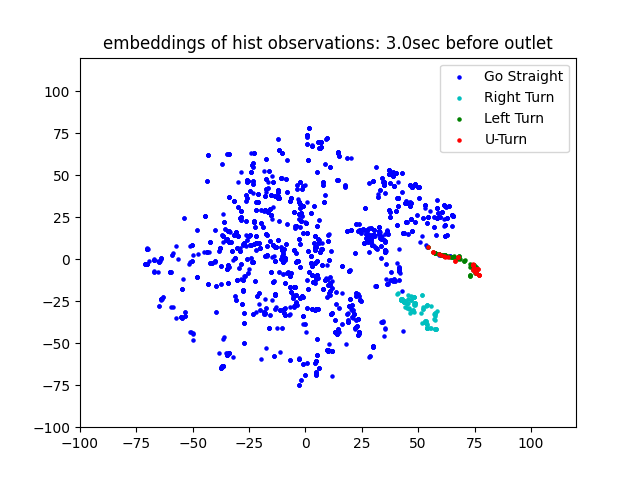 embeddings of hist observations: 3.0sec before outlet
Go Straight
Right Turn
Left Turn
U-Turn
100
75
50
25
0
−25
−50
−75
−100
−100 −75 −50 −25 0 25 50 75 100